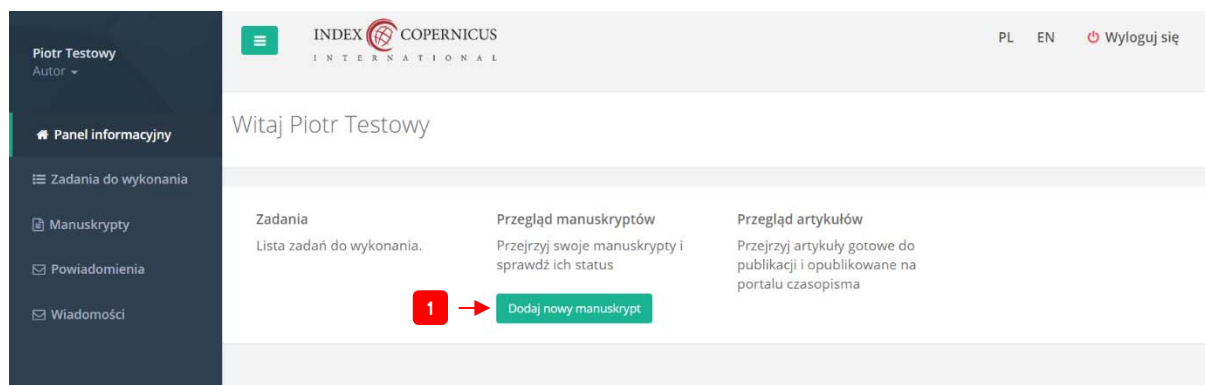 Piotr Testowy
Autor
Panel informacyjny
Zadania do wykonania
Manuskrypty
Powiadomienia
Wiadomości
INDEX COPERNICUS
INTERNATIONAL
PL EN Wyloguj się
Witaj Piotr Testowy
Zadania
Lista zadań do wykonania.
Przegląd manuskryptów
Przejrzyj swoje manuskrypty i
sprawdź ich status
1
Dodaj nowy manuskrypt
Przegląd artykułów
Przejrzyj artykuły gotowe do
publikacji i opublikowane na
portalu czasopisma